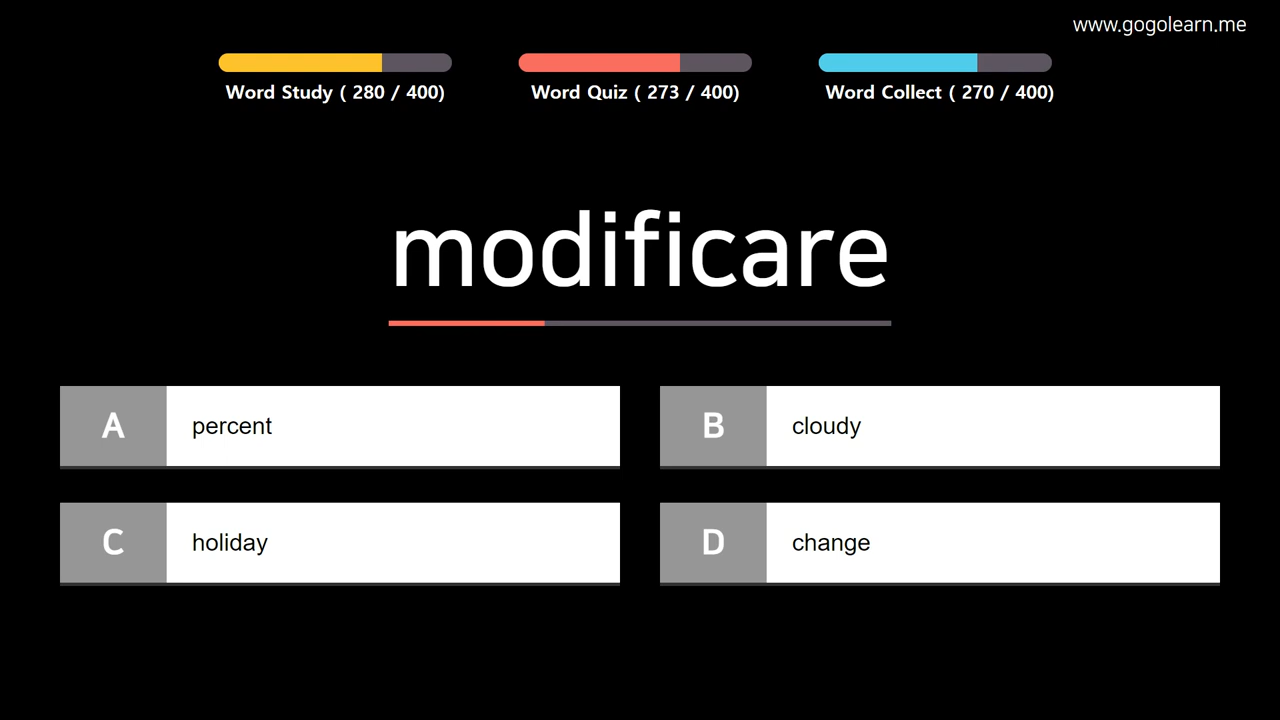 www.gogolearn.me
Word Study ( 280 / 400)
Word Quiz ( 273 / 400)
Word Collect ( 270 / 400)
modificare
A percent
B cloudy
C holiday
D change